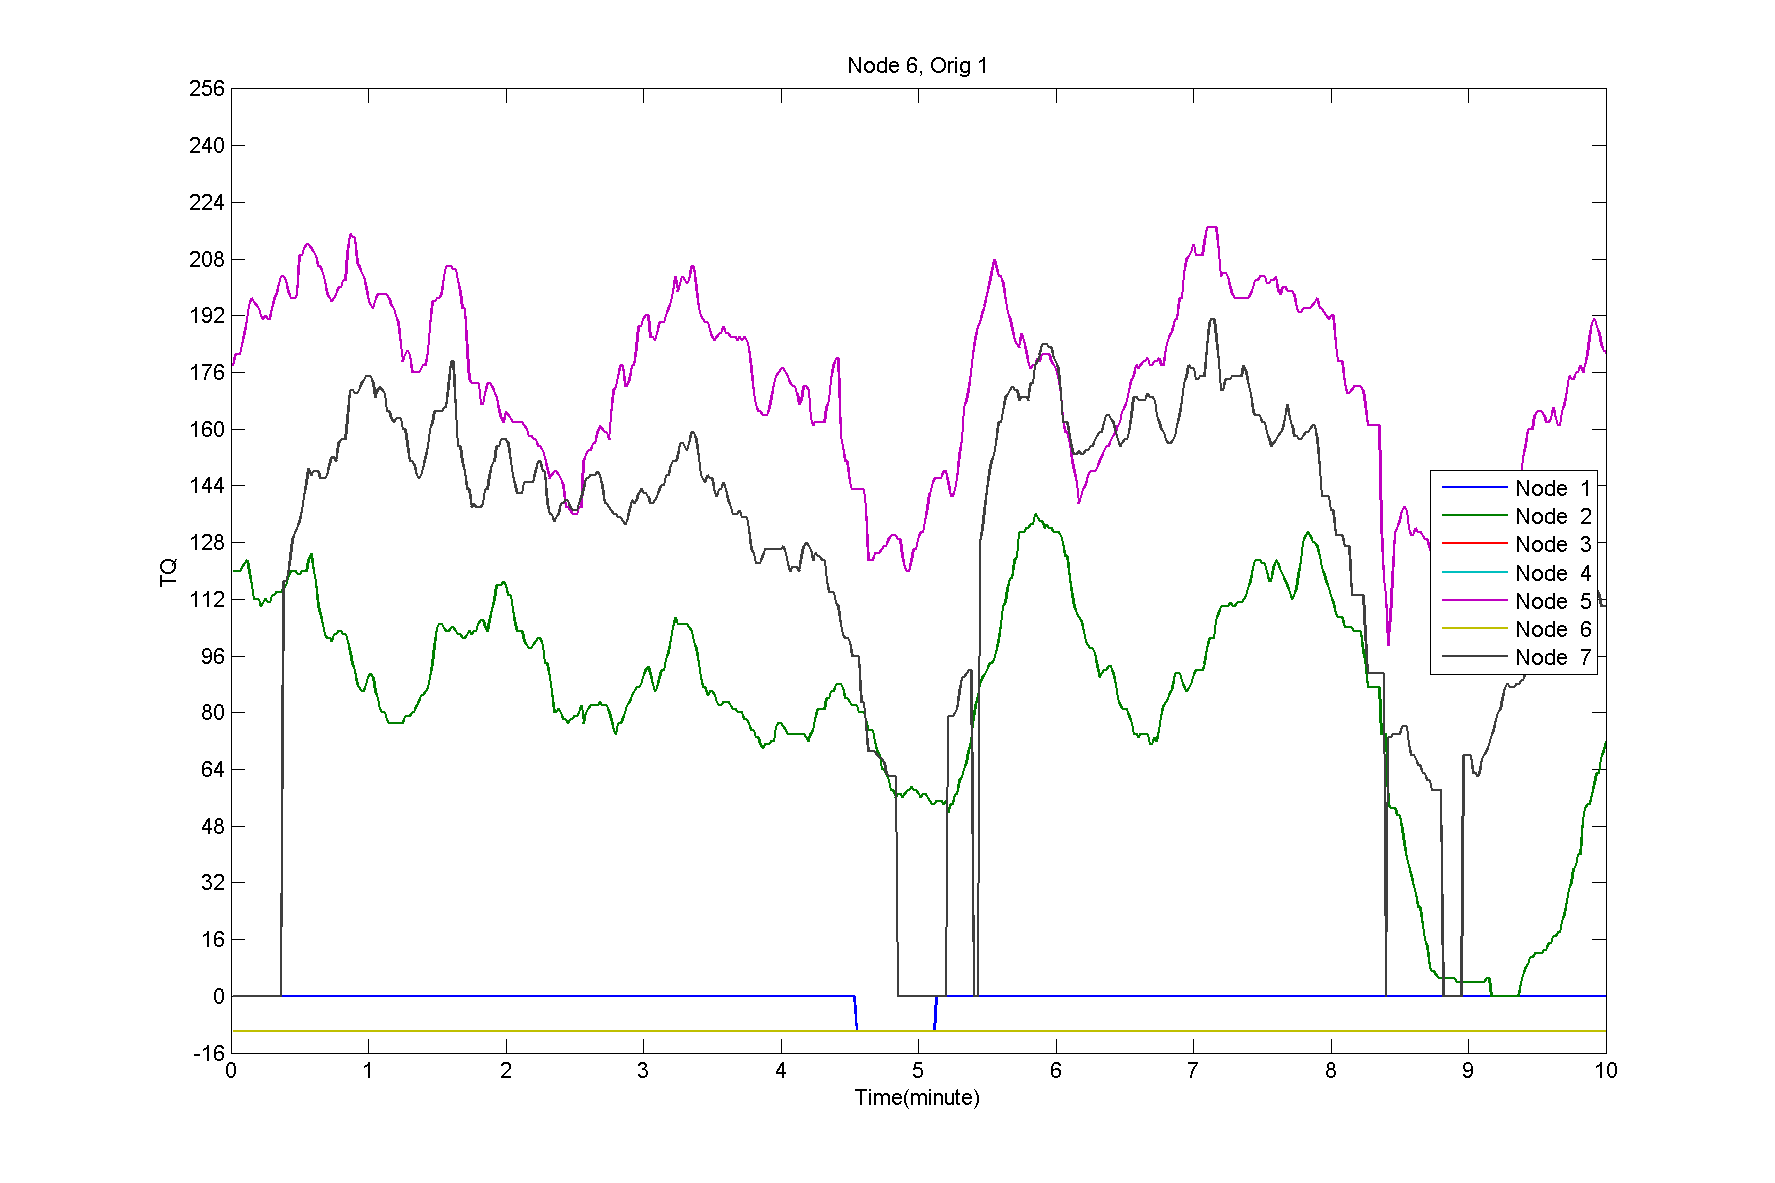 Node 6, Orig 1
256
240
224
208
192
176
160
144
128
112
96
80
64
48
32
16
0
-16
TQ
0 1 2 3 4 5 6 7 8 9 10
Time(minute)
Node 1
Node 2
Node 3
Node 4
Node 5
Node 6
Node 7